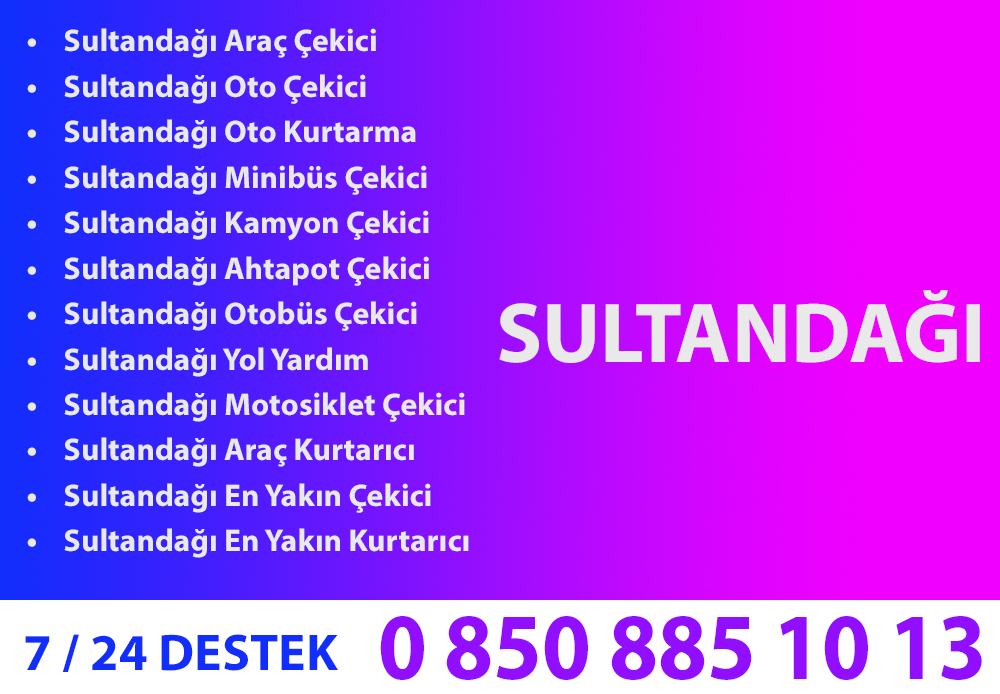 • Sultandağı Araç Çekici
• Sultandağı Oto Çekici
• Sultandağı Oto Kurtarma
• Sultandağı Minibüs Çekici
• Sultandağı Kamyon Çekici
• Sultandağı Ahtapot Çekici
• Sultandağı Otobüs Çekici
• Sultandağı Yol Yardım
• Sultandağı Motosiklet Çekici
• Sultandağı Araç Kurtarıcı
• Sultandağı En Yakın Çekici
• Sultandağı En Yakın Kurtarıcı
SULTANDAĞI
7 / 24 DESTEK 0 850 885 10 13